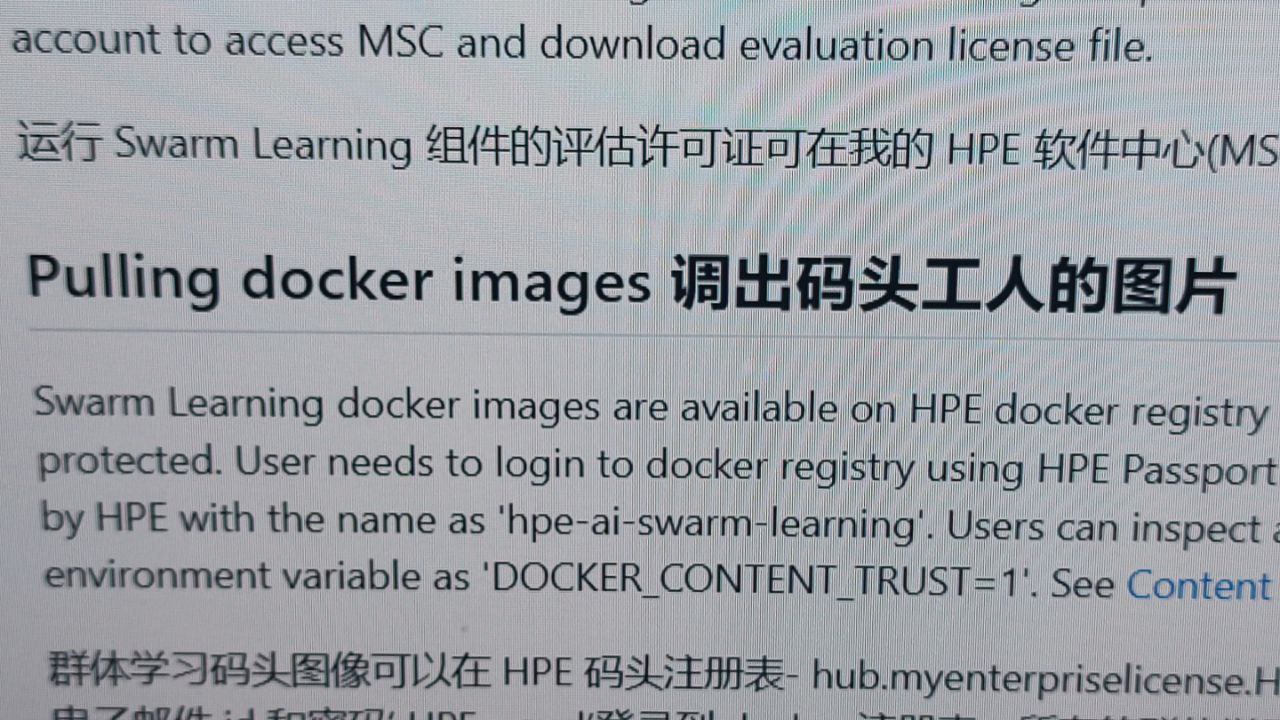 account to access MSC and download evaluation license file.
运行 Swarm Learning 组件的评估许可证可在我的 HPE 软件中心(MS
Pulling docker images 调出码头工人的图片
Swarm Learning docker images are available on HPE docker registry
protected. User needs to login to docker registry using HPE Passport
by HPE with the name as 'hpe-ai-swarm-learning'. Users can inspect a
environment variable as 'DOCKER_CONTENT_TRUST=1'. See Content
群体学习码头图像可以在 HPE 码头注册表- hub.myenterpriselicense.H